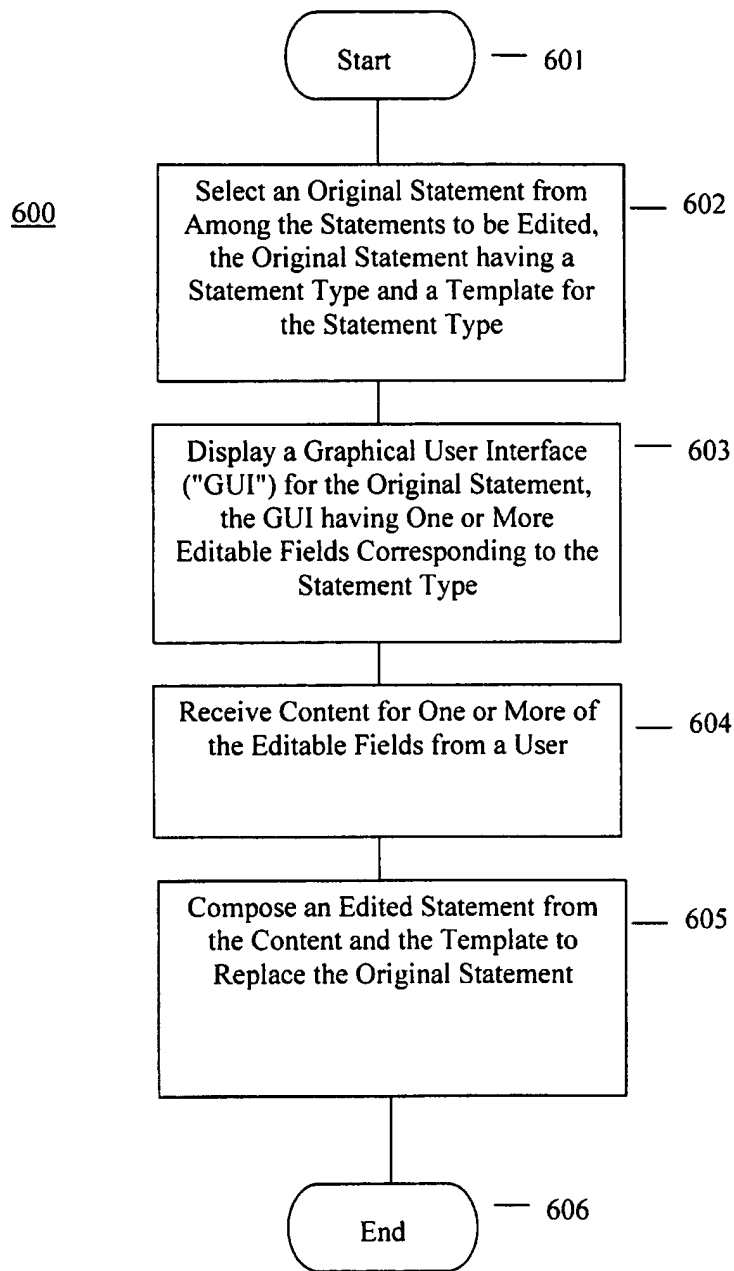 Start
601
600
Select an Original Statement from
Among the Statements to be Edited,
the Original Statement having a
Statement Type and a Template for
the Statement Type
602
Display a Graphical User Interface
("GUI") for the Original Statement,
the GUI having One or More
Editable Fields Corresponding to the
Statement Type
603
Receive Content for One or More of
the Editable Fields from a User
604
Compose an Edited Statement from
the Content and the Template to
Replace the Original Statement
605
End
606